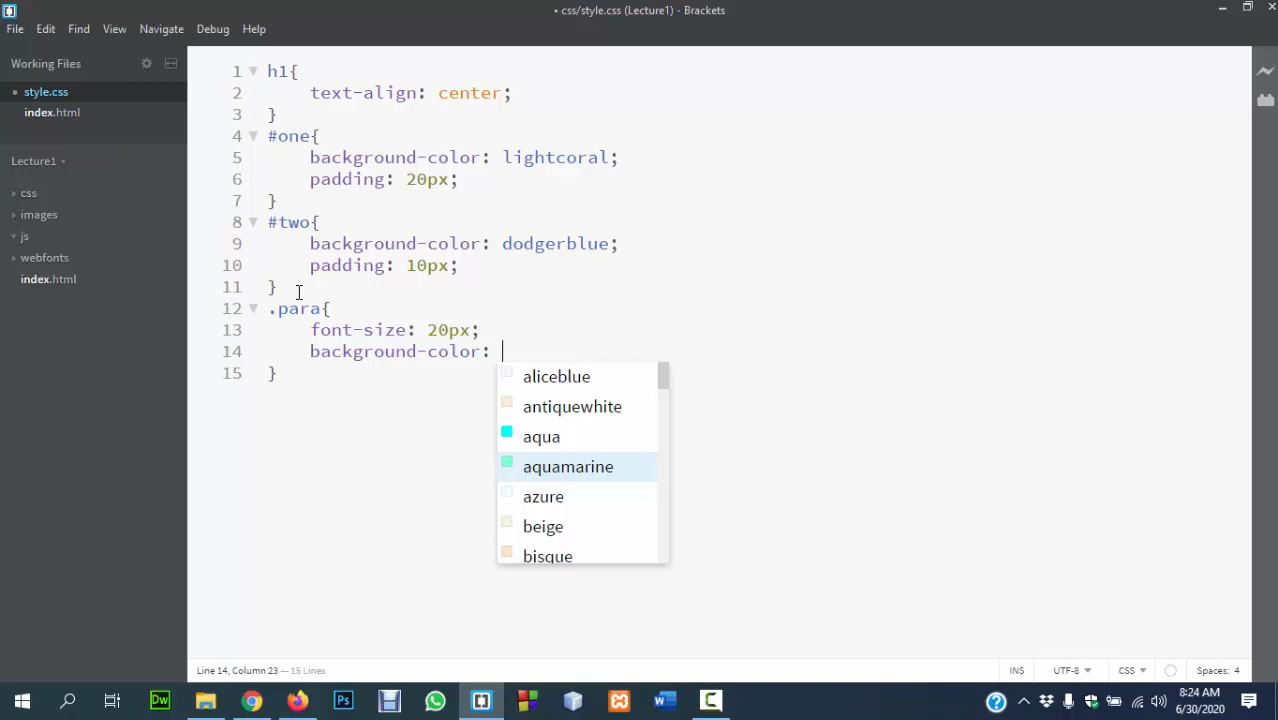 • css/style.css (Lecture1) - Brackets
File Edit Find View Navigate Debug Help
Working Files
• style.css
index.html
Lecture1
css
images
js
webfonts
index.html
1 h1{
2 text-align: center;
3 }
4 #one{
5 background-color: lightcoral;
6 padding: 20px;
7 }
8 #two{
9 background-color: dodgerblue;
10 padding: 10px;
11 }
12 .para{
13 font-size: 20px;
14 background-color:
15 }
aliceblue
antiquewhite
aqua
aquamarine
azure
beige
bisque
Line 14, Column 23 — 15 Lines
INS UTF-8 CSS Spaces: 4
Dw Ps
8:24 AM
6/30/2020